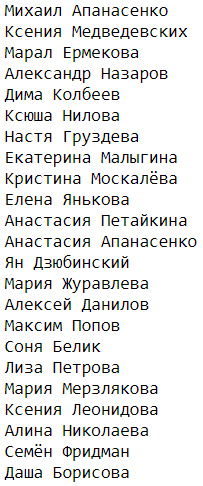 Михаил Апанасенко
Ксения Медведевских
Марал Ермекова
Александр Назаров
Дима Колбеев
Ксюша Нилова
Настя Груздева
Екатерина Малыгина
Кристина Москалёва
Елена Янькова
Анастасия Петайкина
Анастасия Апанасенко
Ян Дзюбинский
Мария Журавлева
Алексей Данилов
Максим Попов
Соня Белик
Лиза Петрова
Мария Мерзлякова
Ксения Леонидова
Алина Николаева
Семён Фридман
Даша Борисова